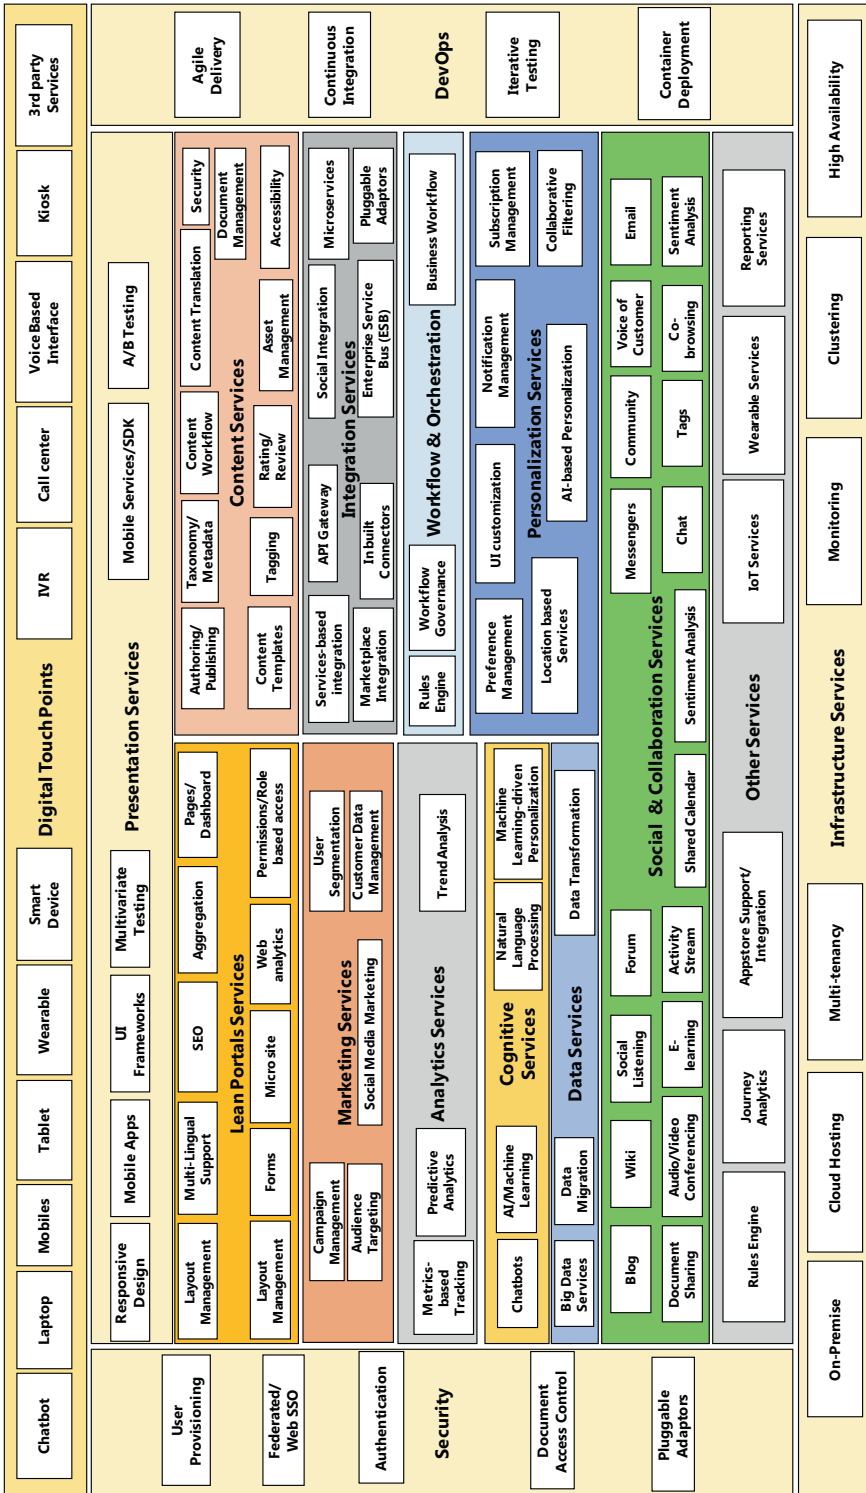 Chatbot
Laptop
Mobiles
Tablet
Wearable
Smart
Device
Digital Touch Points
IVR
Call center
Voice Based
Interface
Kiosk
3rd party
Services
User
Provisioning
Federated/
Web SSO
Authentication
Security
Document
Access Control
Pluggable
Adaptors
Responsive
Design
Mobile Apps
UI
Frameworks
Multivariate
Testing
Presentation Services
Mobile Services/SDK
A/B Testing
Layout
Management
Multi-Lingual
Support
SEO
Aggregation
Pages/
Dashboard
Lean Portals Services
Layout
Management
Forms
Micro site
Web
analytics
Permissions/Role
based access
Authoring/
Publishing
Taxonomy/
Metadata
Content
Workflow
Content Translation
Security
Document
Management
Content Services
Content
Templates
Tagging
Rating/
Review
Asset
Management
Accessibility
Campaign
Management
User
Segmentation
Marketing Services
Audience
Targeting
Social Media Marketing
Customer Data
Management
Services-based
integration
API Gateway
Social Integration
Microservices
Integration Services
Marketplace
Integration
In built
Connectors
Enterprise Service
Bus (ESB)
Pluggable
Adaptors
Metrics-
based
Tracking
Predictive
Analytics
Analytics Services
Trend Analysis
Rules
Engine
Workflow
Governance
Workflow & Orchestration
Business Workflow
Chatbots
AI/Machine
Learning
Cognitive
Services
Natural
Language
Processing
Machine
Learning-driven
Personalization
Big Data
Services
Data
Migration
Data Services
Data Transformation
Preference
Management
UI customization
Notification
Management
Subscription
Management
Personalization Services
Location based
Services
AI-based Personalization
Collaborative
Filtering
Blog
Wiki
Social
Listening
Forum
Messengers
Community
Voice of
Customer
Email
Social & Collaboration Services
Document
Sharing
Audio/Video
Conferencing
E-
learning
Activity
Stream
Shared Calendar
Sentiment Analysis
Chat
Tags
Co-
browsing
Sentiment
Analysis
Rules Engine
Journey
Analytics
Appstore Support/
Integration
Other Services
IoT Services
Wearable Services
Reporting
Services
Agile
Delivery
Continuous
Integration
DevOps
Iterative
Testing
Container
Deployment
On-Premise
Cloud Hosting
Multi-tenancy
Infrastructure Services
Monitoring
Clustering
High Availability